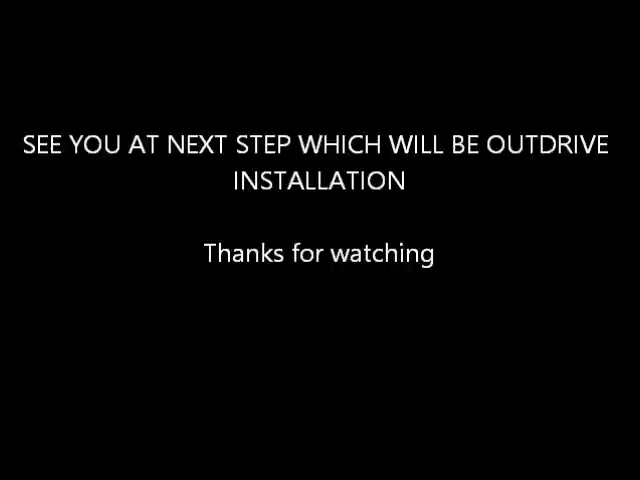 SEE YOU AT NEXT STEP WHICH WILL BE OUTDRIVE
INSTALLATION
Thanks for watching